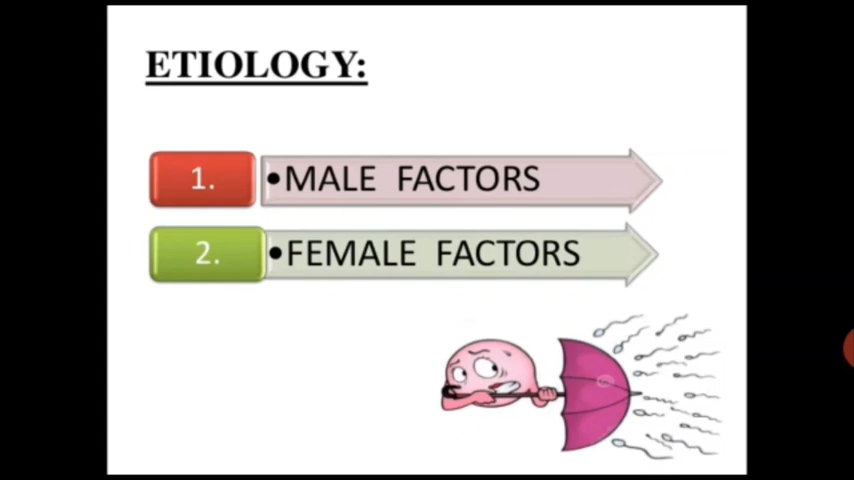 ETIOLOGY:
1. •MALE FACTORS
2. •FEMALE FACTORS